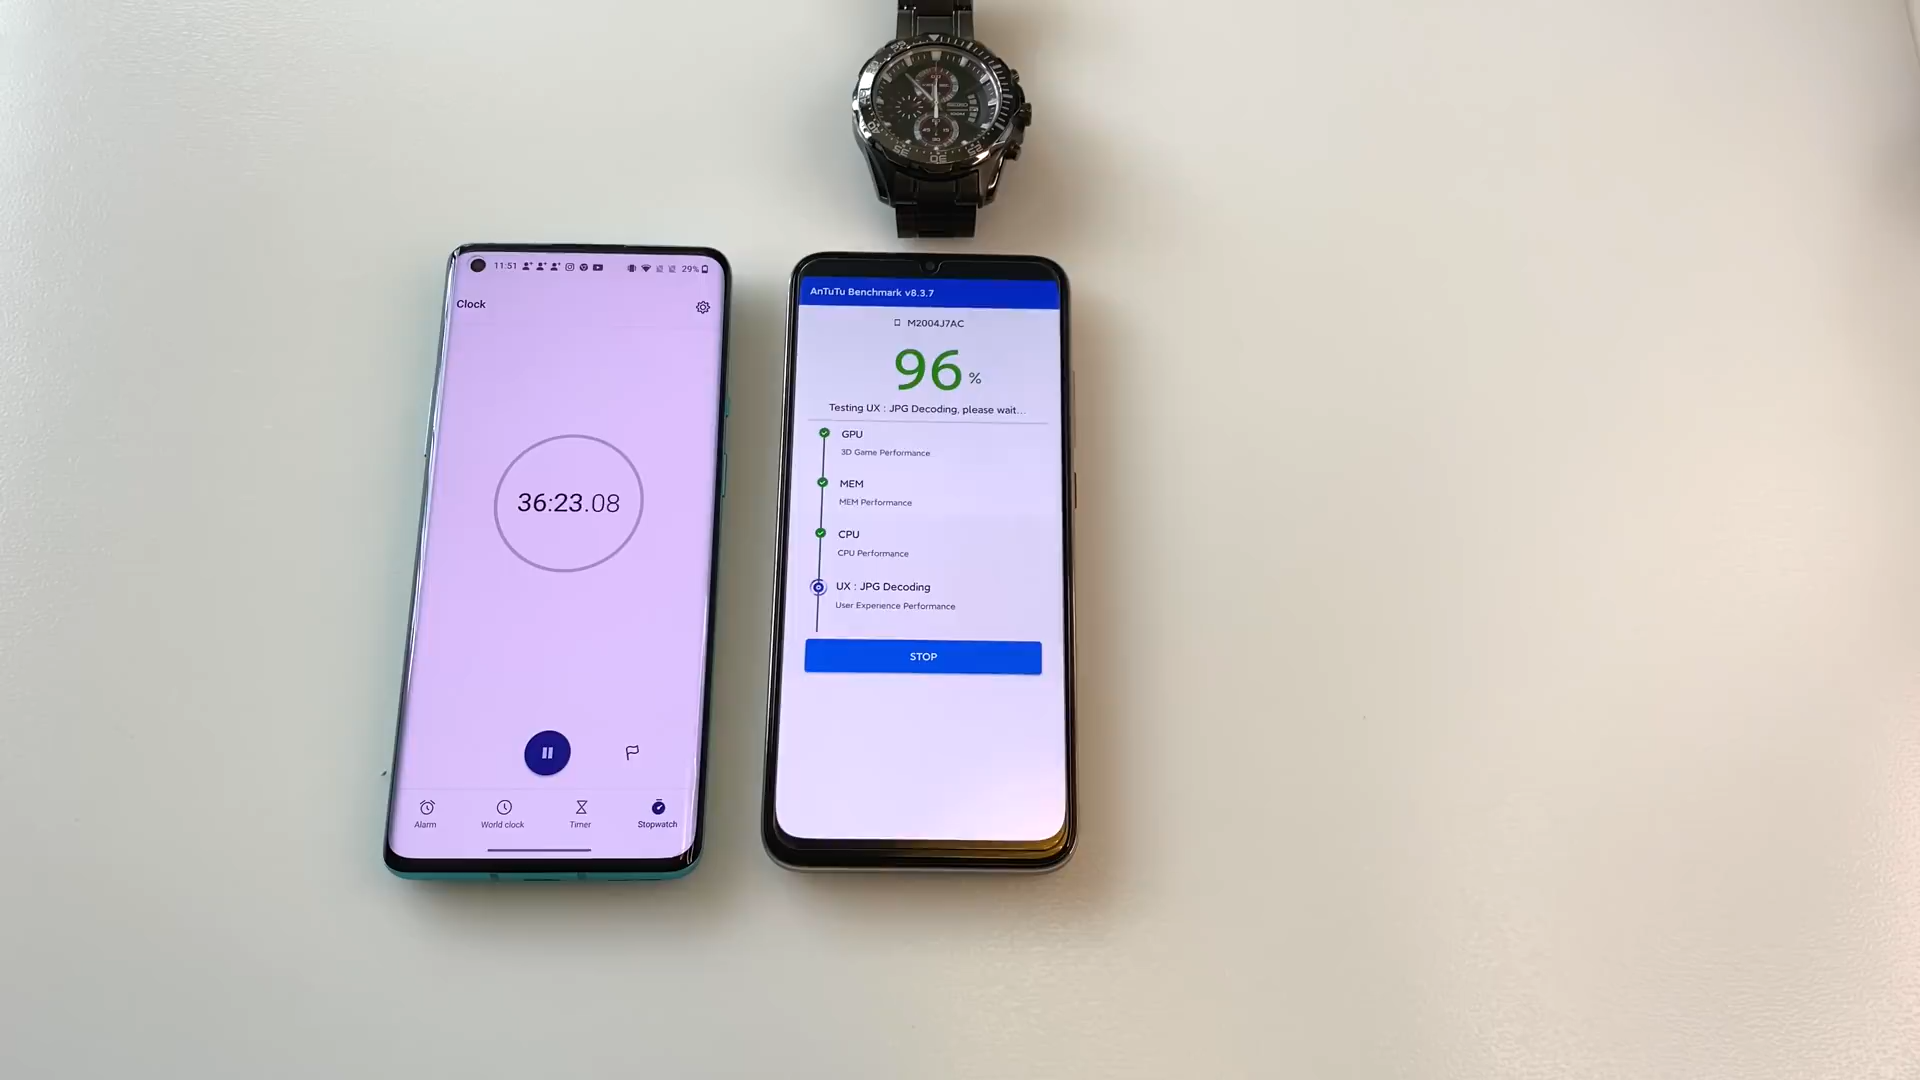 11:51
29%
Clock
36:23.08
Alarm
World clock
Timer
Stopwatch
AnTuTu Benchmark v8.3.7
M2004J7AC
96 %
Testing UX : JPG Decoding, please wait...
GPU
3D Game Performance
MEM
MEM Performance
CPU
CPU Performance
UX : JPG Decoding
User Experience Performance
STOP